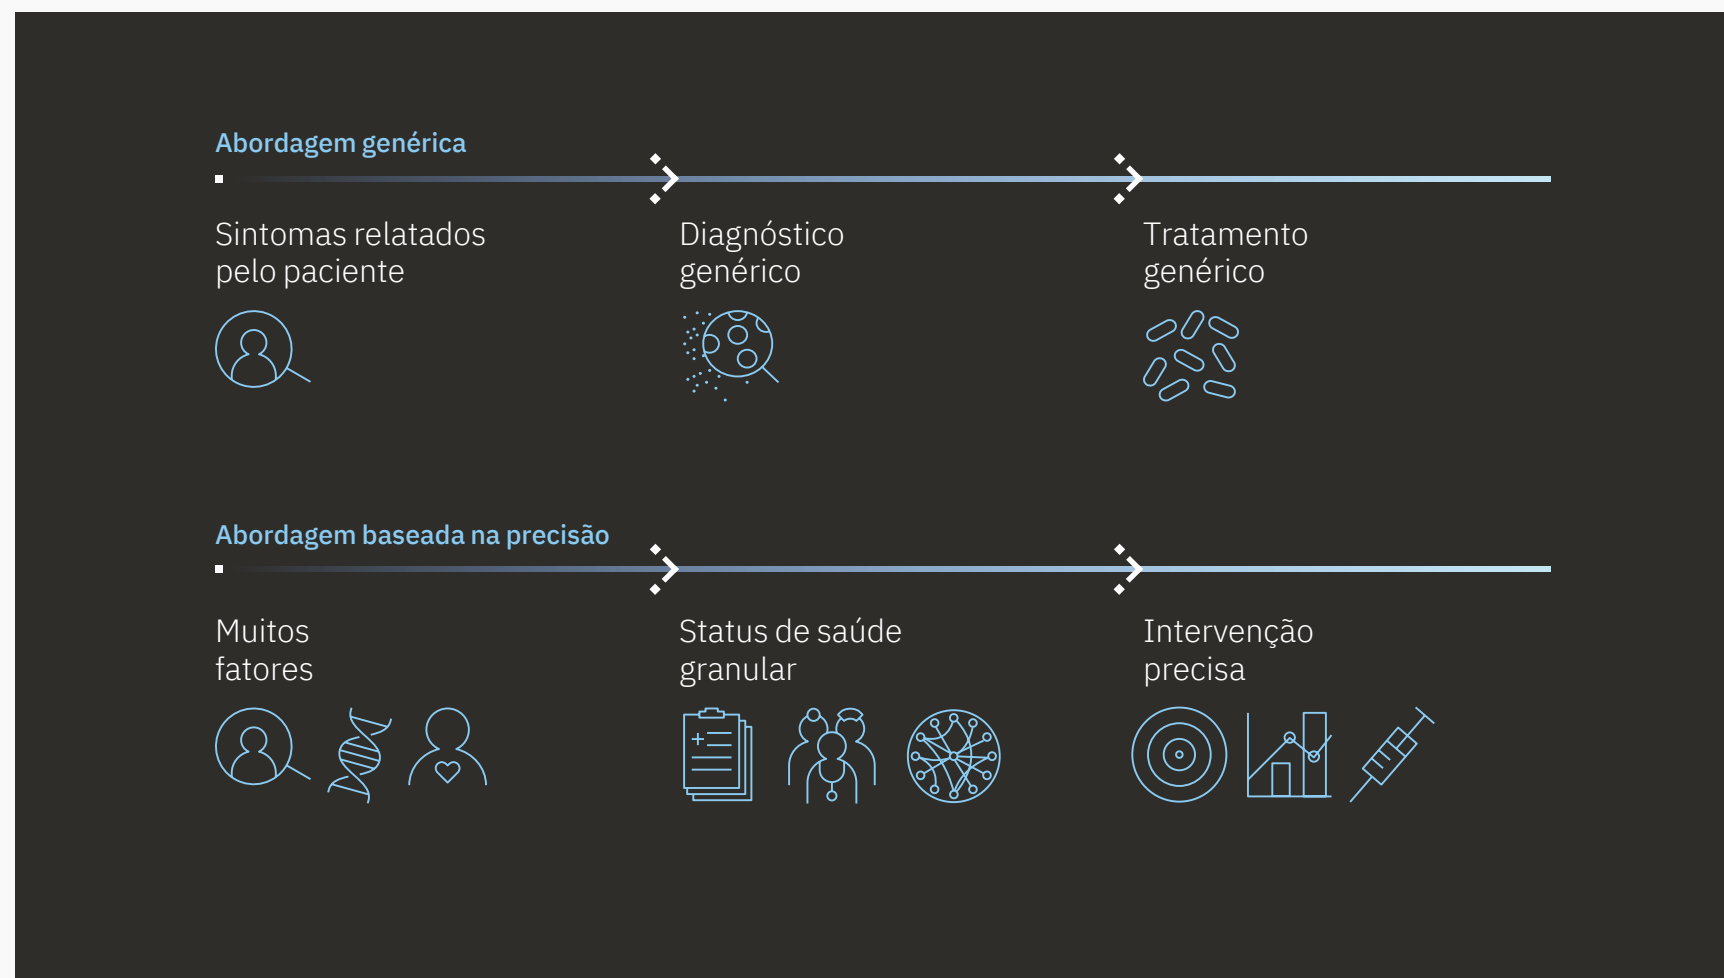 Abordagem genérica
Sintomas relatados
pelo paciente
Diagnóstico
genérico
Tratamento
genérico
Abordagem baseada na precisão
Muitos
fatores
Status de saúde
granular
Intervenção
precisa